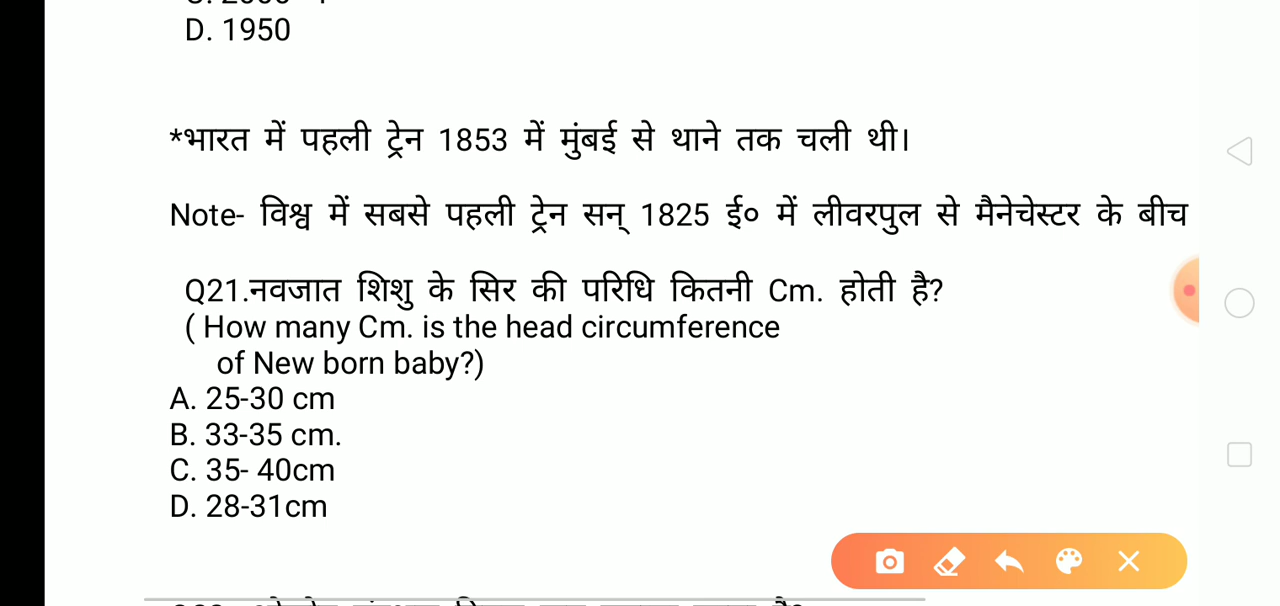 D. 1950
*भारत में पहली ट्रेन 1853 में मुंबई से थाने तक चली थी।
Note- विश्व में सबसे पहली ट्रेन सन् 1825 ई० में लीवरपुल से मैनेचेस्टर के बीच
Q21.नवजात शिशु के सिर की परिधि कितनी Cm. होती है?
( How many Cm. is the head circumference
of New born baby?)
A. 25-30 cm
B. 33-35 cm.
C. 35- 40cm
D. 28-31cm